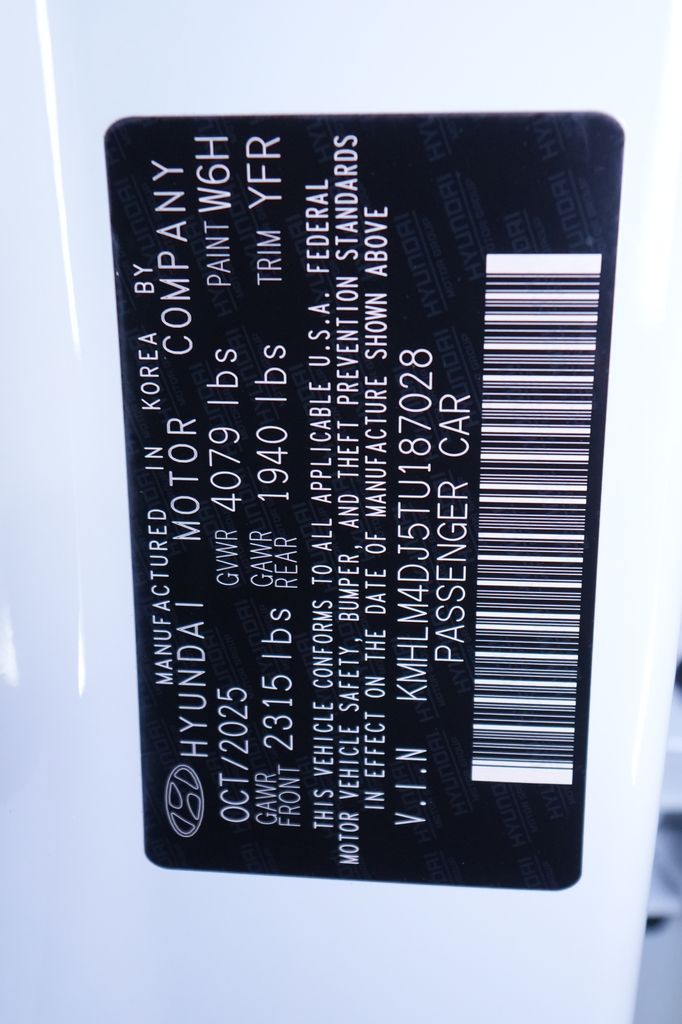 MANUFACTURED IN KOREA BY
HYUNDAI MOTOR COMPANY
OCT/2025 GVWR 4079 lbs PAINT W6H
GAWR FRONT 2315 lbs GAWR REAR 1940 lbs TRIM YFR
THIS VEHICLE CONFORMS TO ALL APPLICABLE U.S.A. FEDERAL
MOTOR VEHICLE SAFETY, BUMPER, AND THEFT PREVENTION STANDARDS
IN EFFECT ON THE DATE OF MANUFACTURE SHOWN ABOVE
V.I.N KMHLM4DJ5TU187028
PASSENGER CAR